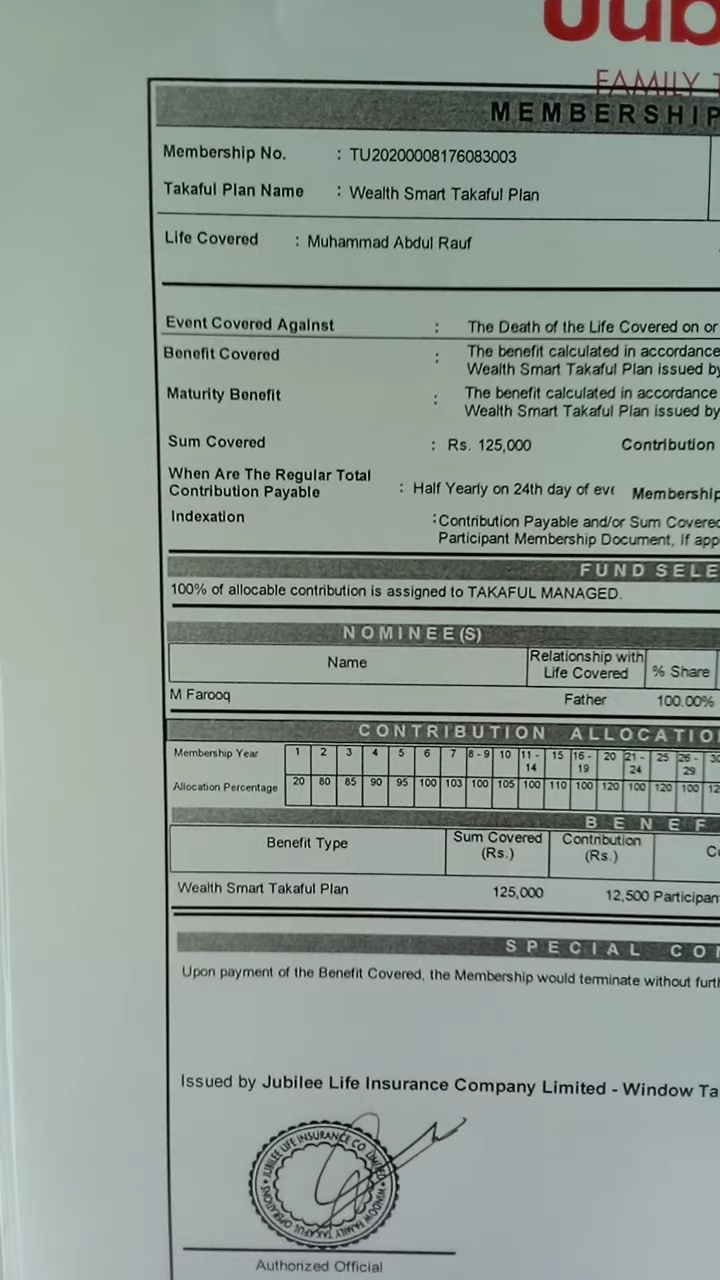 Jub
FAMILY T
MEMBERSHIP
Membership No. : TU20200008176083003
Takaful Plan Name : Wealth Smart Takaful Plan
Life Covered : Muhammad Abdul Rauf
Event Covered Against : The Death of the Life Covered on or
Benefit Covered : The benefit calculated in accordance
Wealth Smart Takaful Plan issued by
Maturity Benefit : The benefit calculated in accordance
Wealth Smart Takaful Plan issued by
Sum Covered : Rs. 125,000 Contribution
When Are The Regular Total
Contribution Payable : Half Yearly on 24th day of eve Membership
Indexation : Contribution Payable and/or Sum Covered
Participant Membership Document, If app
FUND SELE
100% of allocable contribution is assigned to TAKAFUL MANAGED.
NOMINEE(S)
Name Relationship with Life Covered % Share
M Farooq Father 100.00%
CONTRIBUTION ALLOCATIO
Membership Year 1 2 3 4 5 6 7 8 - 9 10 11 - 14 15 16 - 19 20 21 - 24 25 26 - 29 30
Allocation Percentage 20 80 85 90 95 100 103 100 105 100 110 100 120 100 120 100 12
BENEF
Benefit Type Sum Covered (Rs.) Contribution (Rs.) Co
Wealth Smart Takaful Plan 125,000 12,500 Participan
SPECIAL CON
Upon payment of the Benefit Covered, the Membership would terminate without furth
Issued by Jubilee Life Insurance Company Limited - Window Ta
JUBILEE LIFE INSURANCE CO. LIMITED • WINDOW FAMILY TAKAFUL OPERATIONS •
Authorized Official